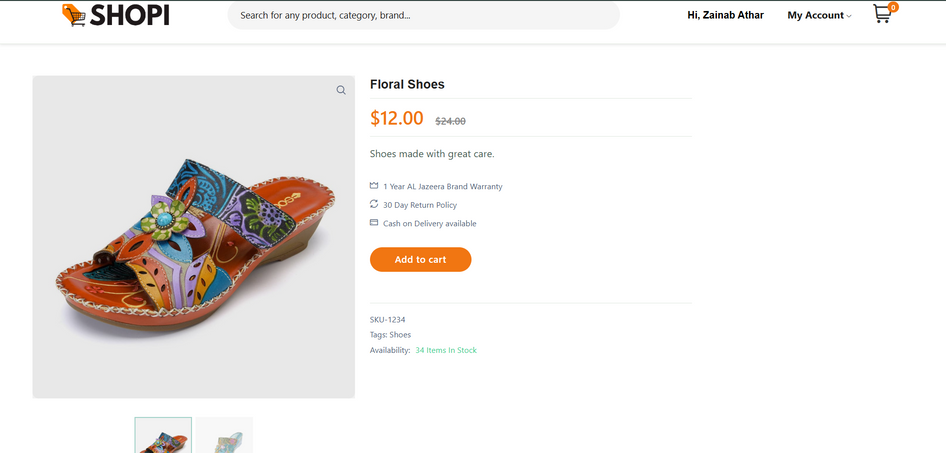 SHOPI
Search for any product, category, brand...
Hi, Zainab Athar
My Account
0
Floral Shoes
$12.00 $24.00
Shoes made with great care.
1 Year AL Jazeera Brand Warranty
30 Day Return Policy
Cash on Delivery available
Add to cart
SKU-1234
Tags: Shoes
Availability: 34 Items In Stock